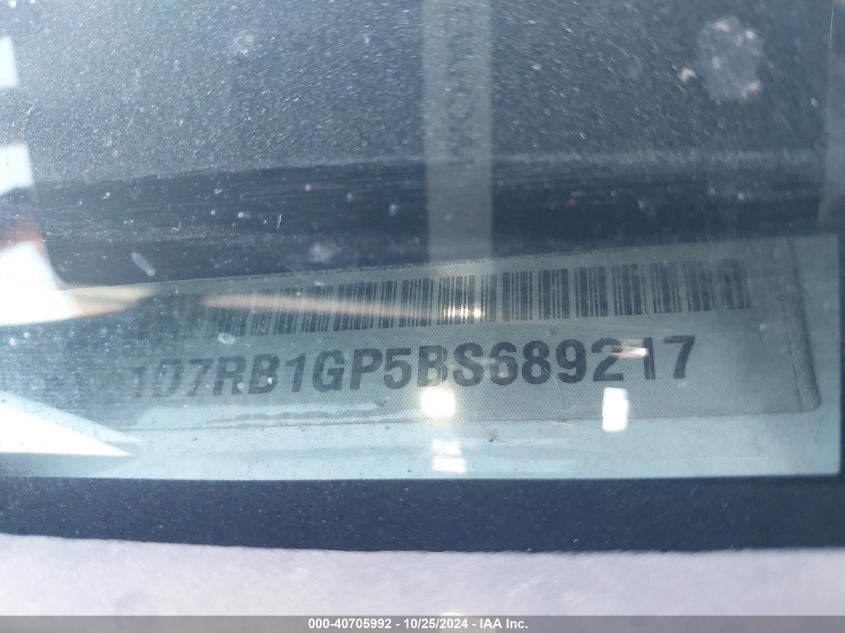 1D7RB1GP5BS689217
000-40705992 - 10/25/2024 - IAA Inc.